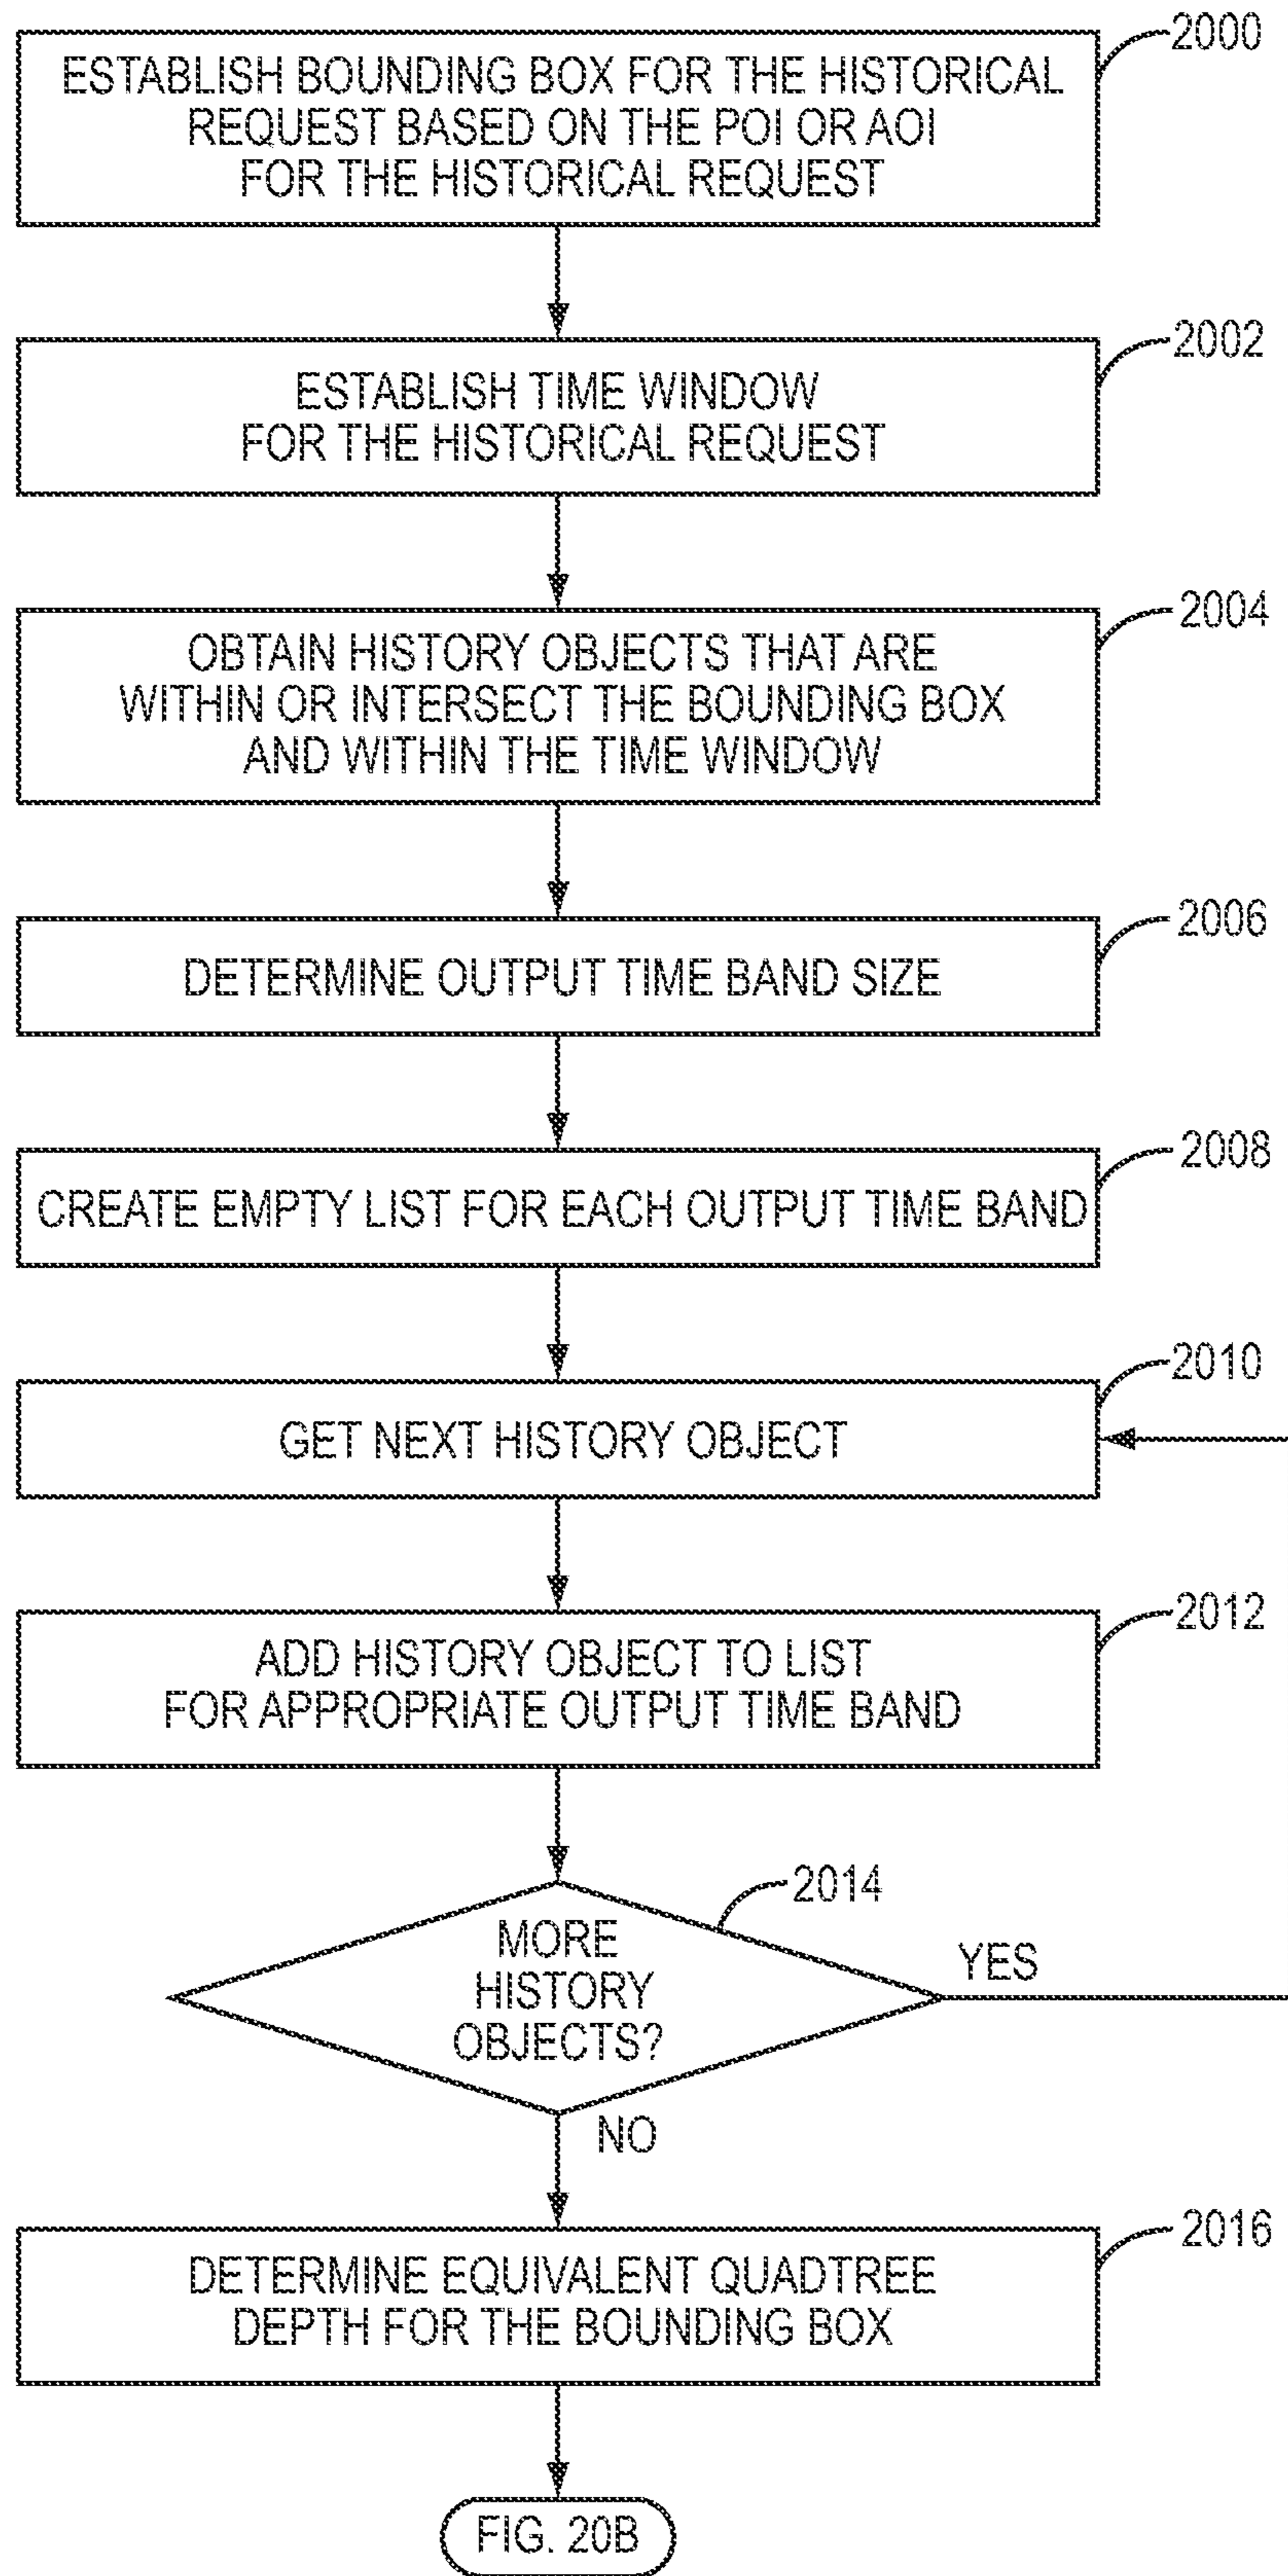 2000
ESTABLISH BOUNDING BOX FOR THE HISTORICAL
REQUEST BASED ON THE POI OR AOI
FOR THE HISTORICAL REQUEST
2002
ESTABLISH TIME WINDOW
FOR THE HISTORICAL REQUEST
2004
OBTAIN HISTORY OBJECTS THAT ARE
WITHIN OR INTERSECT THE BOUNDING BOX
AND WITHIN THE TIME WINDOW
2006
DETERMINE OUTPUT TIME BAND SIZE
2008
CREATE EMPTY LIST FOR EACH OUTPUT TIME BAND
2010
GET NEXT HISTORY OBJECT
2012
ADD HISTORY OBJECT TO LIST
FOR APPROPRIATE OUTPUT TIME BAND
2014
MORE
HISTORY
OBJECTS?
YES
NO
2016
DETERMINE EQUIVALENT QUADTREE
DEPTH FOR THE BOUNDING BOX
FIG. 20B